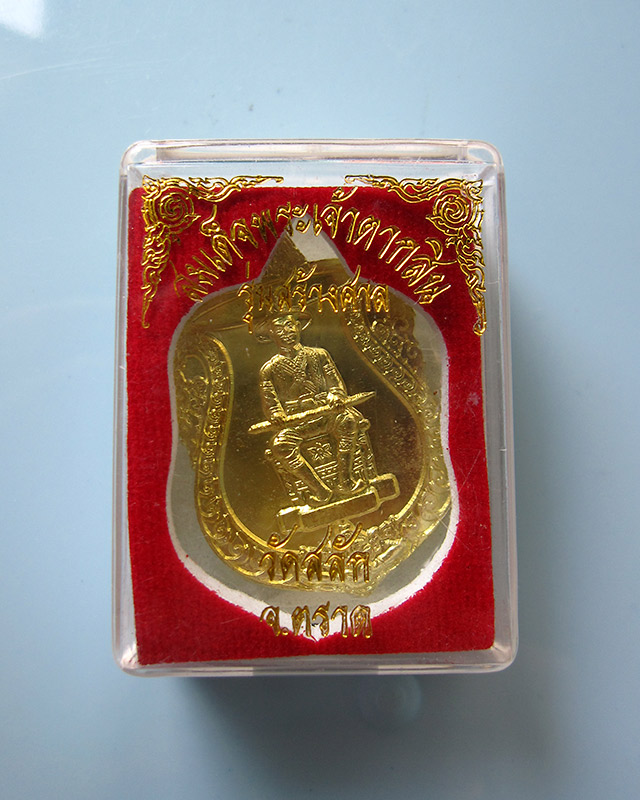 สมเด็จพระเจ้าตากสิน
รุ่นสร้างศาล
วัดสลัก
จ.ตราด